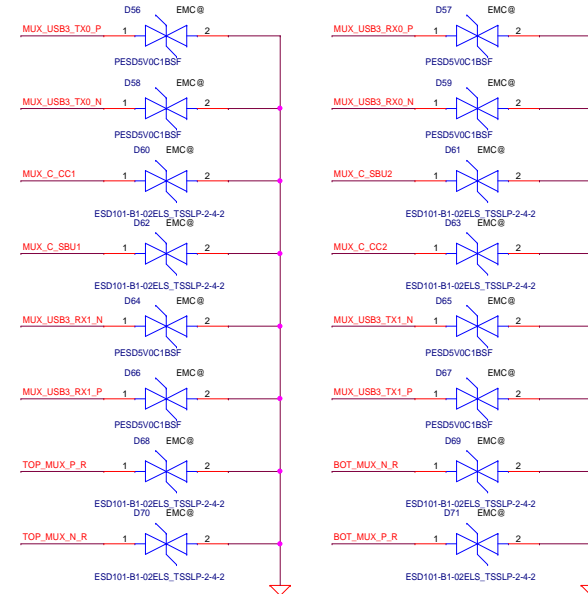 D56 EMC@
MUX_USB3_TX0_P 1 2
PESD5V0C1BSF
D58 EMC@
MUX_USB3_TX0_N 1 2
PESD5V0C1BSF
D60 EMC@
MUX_C_CC1 1 2
ESD101-B1-02ELS_TSSLP-2-4-2
D62 EMC@
MUX_C_SBU1 1 2
ESD101-B1-02ELS_TSSLP-2-4-2
D64 EMC@
MUX_USB3_RX1_N 1 2
PESD5V0C1BSF
D66 EMC@
MUX_USB3_RX1_P 1 2
PESD5V0C1BSF
D68 EMC@
TOP_MUX_P_R 1 2
ESD101-B1-02ELS_TSSLP-2-4-2
D70 EMC@
TOP_MUX_N_R 1 2
ESD101-B1-02ELS_TSSLP-2-4-2
D57 EMC@
MUX_USB3_RX0_P 1 2
PESD5V0C1BSF
D59 EMC@
MUX_USB3_RX0_N 1 2
PESD5V0C1BSF
D61 EMC@
MUX_C_SBU2 1 2
ESD101-B1-02ELS_TSSLP-2-4-2
D63 EMC@
MUX_C_CC2 1 2
ESD101-B1-02ELS_TSSLP-2-4-2
D65 EMC@
MUX_USB3_TX1_N 1 2
PESD5V0C1BSF
D67 EMC@
MUX_USB3_TX1_P 1 2
PESD5V0C1BSF
D69 EMC@
BOT_MUX_N_R 1 2
ESD101-B1-02ELS_TSSLP-2-4-2
D71 EMC@
BOT_MUX_P_R 1 2
ESD101-B1-02ELS_TSSLP-2-4-2